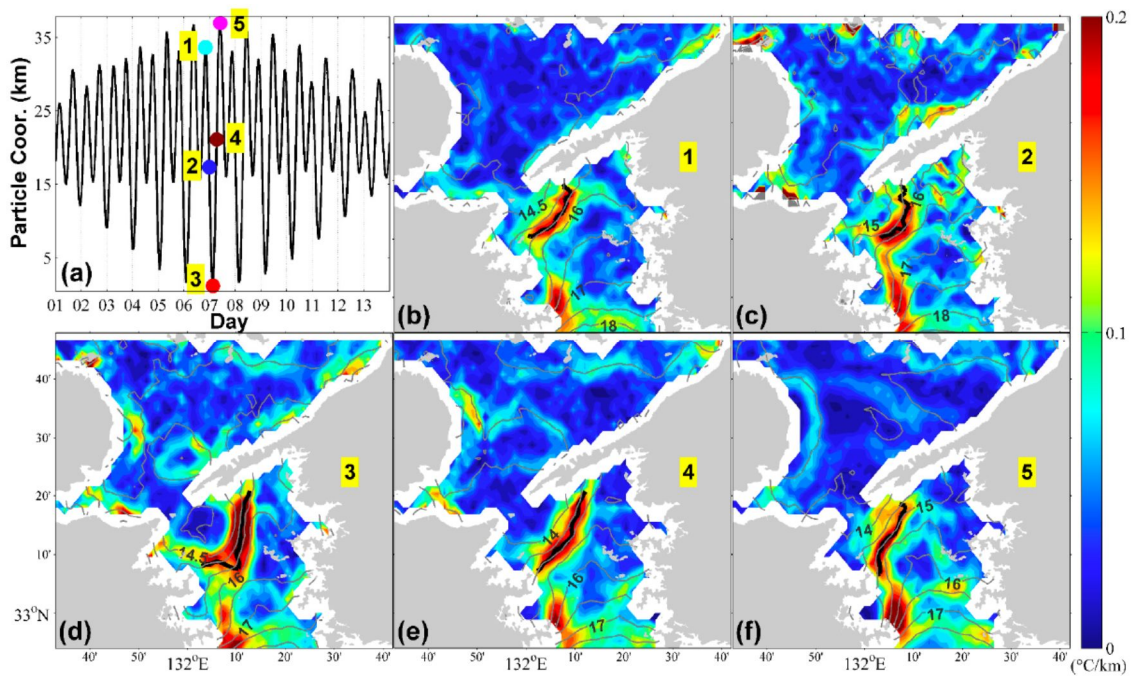 35
25
15
5
Particle Coor. (km)
1
5
4
2
3
(a)
01 02 03 04 05 06 07 08 09 10 11 12 13
Day
14.5
16
17
18
1
(b)
15
16
17
18
2
(c)
0.2
0.1
0
(°C/km)
40'
30'
20'
10'
33°N
14.5
16
17
3
(d)
40' 50' 132°E 10' 20' 30' 40'
14
16
17
4
(e)
40' 50' 132°E 10' 20' 30' 40'
14
15
16
17
5
(f)
40' 50' 132°E 10' 20' 30' 40'